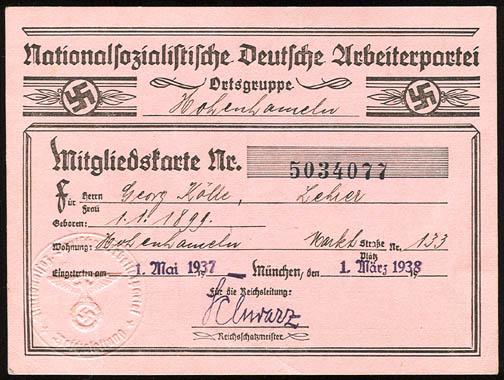 Nationalsozialistische Deutsche Arbeiterpartei
Ortsgruppe
Hohenhameln
Mitgliedskarte Nr. 5034077
Für Herrn Frau Georg Kölle, Lehrer
Geboren: 1.1.1899.
Wohnung: Hohenhameln Markt Straße Platz Nr. 133
Eingetreten am 1. Mai 1937 München, den 1. März 1938
Für die Reichsleitung:
Schwarz
Reichsschatzmeister